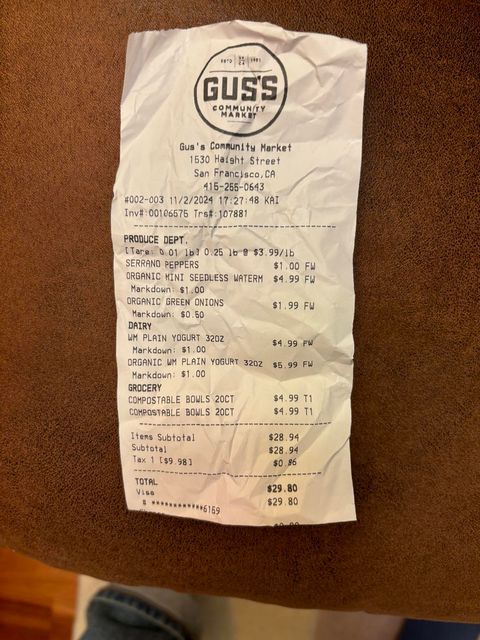 ESTD SF CA 1981
GUS'S
COMMUNITY
MARKET
Gus's Community Market
1530 Haight Street
San Francisco,CA
415-255-0643
#002-003 11/2/2024 17:27:48 KAI
Inv#:00106575 Trs#:107881
PRODUCE DEPT.
[Tare: 0.01 lb] 0.25 lb @ $3.99/lb
SERRANO PEPPERS $1.00 FW
ORGANIC MINI SEEDLESS WATERM $4.99 FW
Markdown: $1.00
ORGANIC GREEN ONIONS $1.99 FW
Markdown: $0.50
DAIRY
WM PLAIN YOGURT 32OZ $4.99 FW
Markdown: $1.00
ORGANIC WM PLAIN YOGURT 32OZ $5.99 FW
Markdown: $1.00
GROCERY
COMPOSTABLE BOWLS 20CT $4.99 T1
COMPOSTABLE BOWLS 20CT $4.99 T1
Items Subtotal $28.94
Subtotal $28.94
Tax 1 [$9.98] $0.86
TOTAL $29.80
Visa $29.80
# ************6169